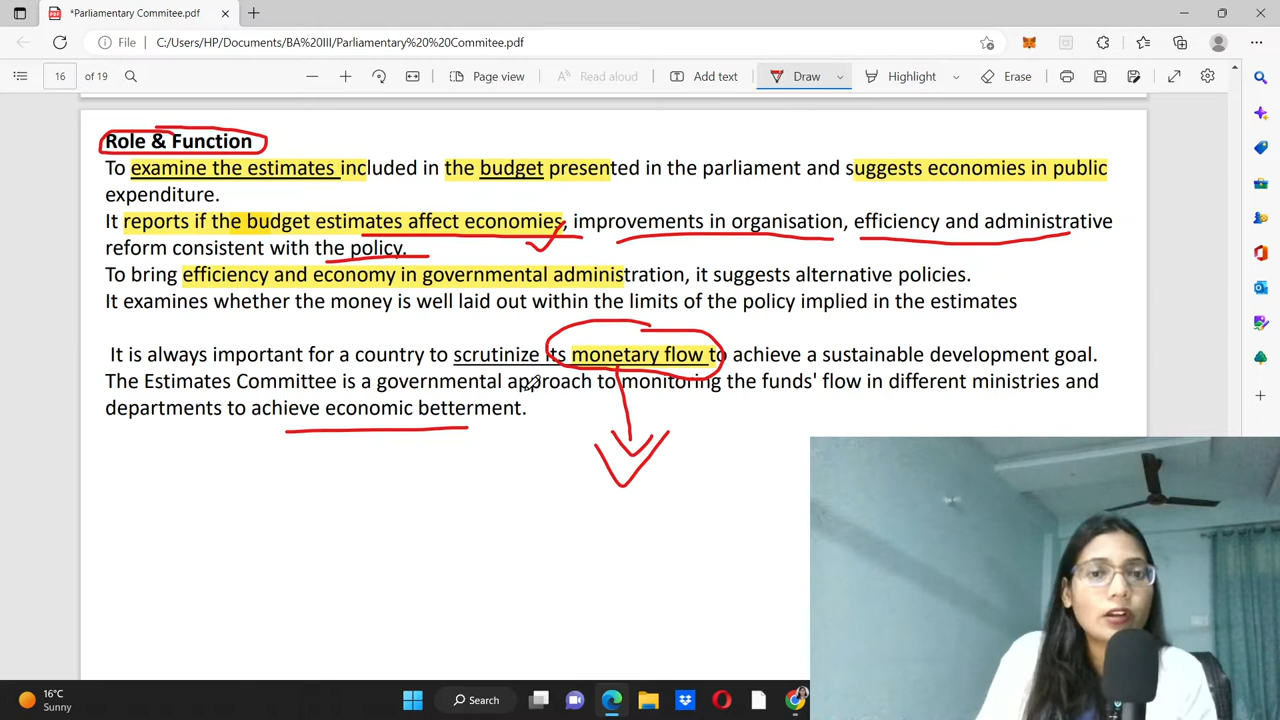 *Parliamentary Commitee.pdf
File
C:/Users/HP/Documents/BA%20III/Parliamentary%20%20Commitee.pdf
16 of 19
Page view
Read aloud
Add text
Draw
Highlight
Erase
Role & Function
To examine the estimates included in the budget presented in the parliament and suggests economies in public
expenditure.
It reports if the budget estimates affect economies, improvements in organisation, efficiency and administrative
reform consistent with the policy.
To bring efficiency and economy in governmental administration, it suggests alternative policies.
It examines whether the money is well laid out within the limits of the policy implied in the estimates
It is always important for a country to scrutinize its monetary flow to achieve a sustainable development goal.
The Estimates Committee is a governmental approach to monitoring the funds' flow in different ministries and
departments to achieve economic betterment.
16°C
Sunny
Search